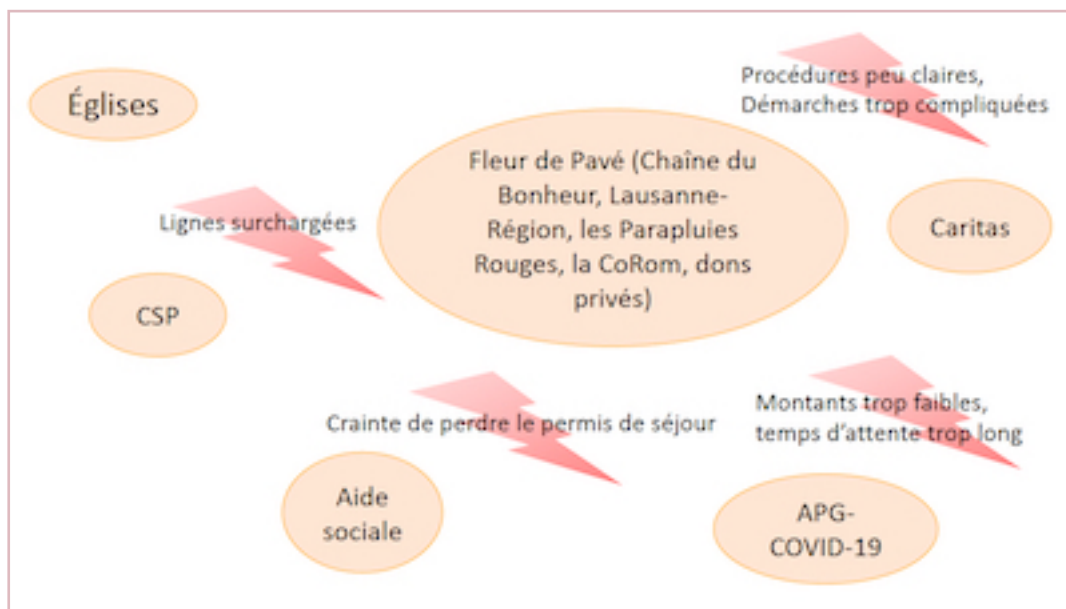 Églises
Procédures peu claires,
Démarches trop compliquées
Fleur de Pavé (Chaîne du
Bonheur, Lausanne-
Région, les Parapluies
Rouges, la CoRom, dons
privés)
Lignes surchargées
Caritas
CSP
Crainte de perdre le permis de séjour
Montants trop faibles,
temps d'attente trop long
Aide
sociale
APG-
COVID-19